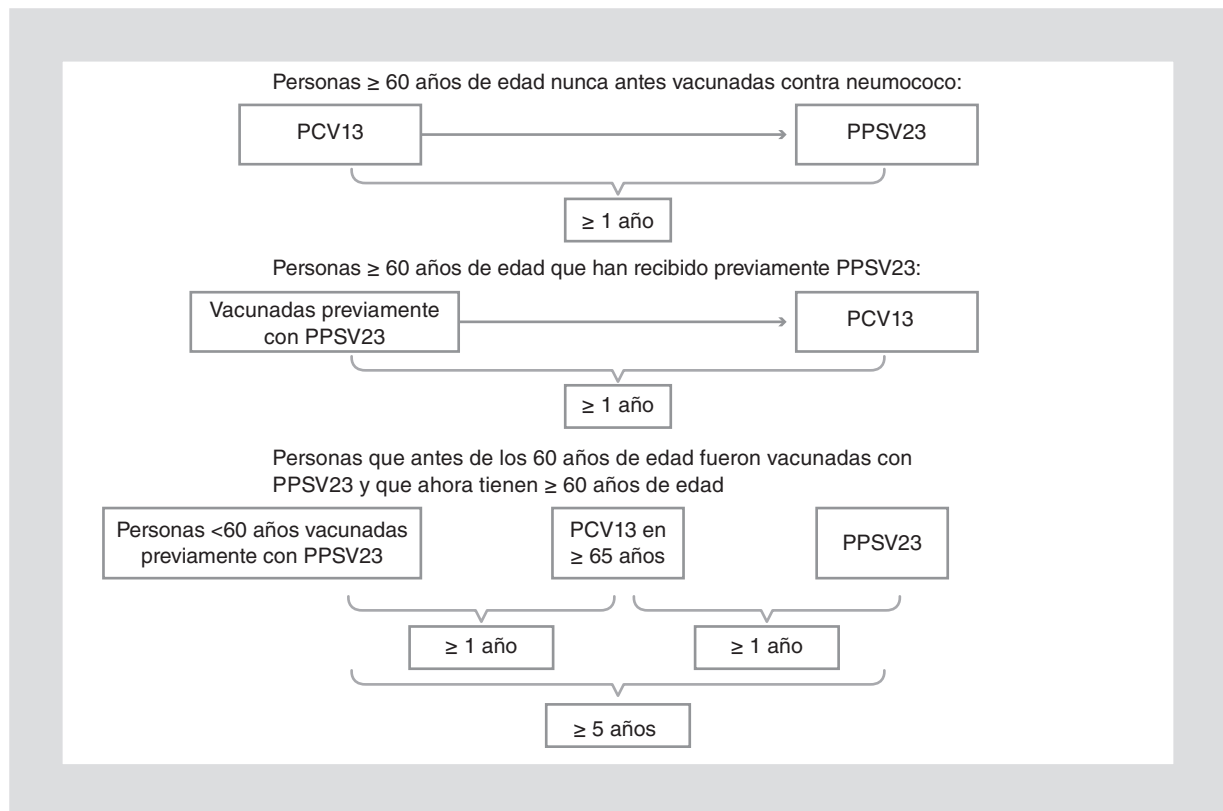 Personas ≥ 60 años de edad nunca antes vacunadas contra neumococo:
PCV13
PPSV23
≥ 1 año
Personas ≥ 60 años de edad que han recibido previamente PPSV23:
Vacunadas previamente
con PPSV23
PCV13
≥ 1 año
Personas que antes de los 60 años de edad fueron vacunadas con
PPSV23 y que ahora tienen ≥ 60 años de edad
Personas <60 años vacunadas
previamente con PPSV23
PCV13 en
≥ 65 años
PPSV23
≥ 1 año
≥ 1 año
≥ 5 años